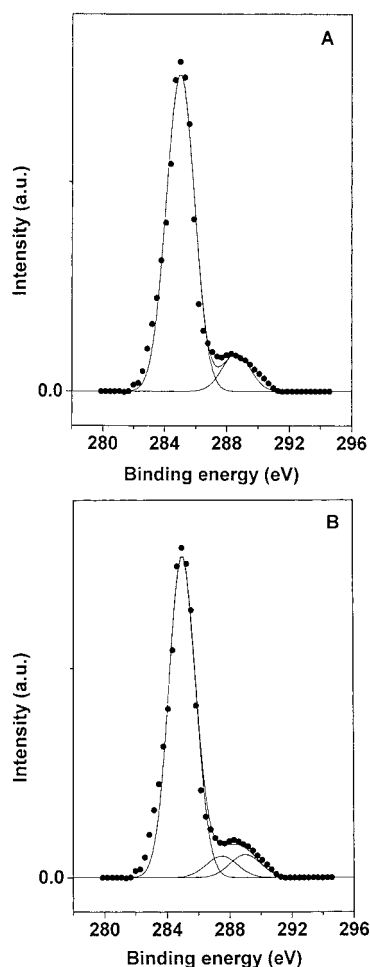 A
Intensity (a.u.)
0.0
280 284 288 292 296
Binding energy (eV)
B
Intensity (a.u.)
0.0
280 284 288 292 296
Binding energy (eV)